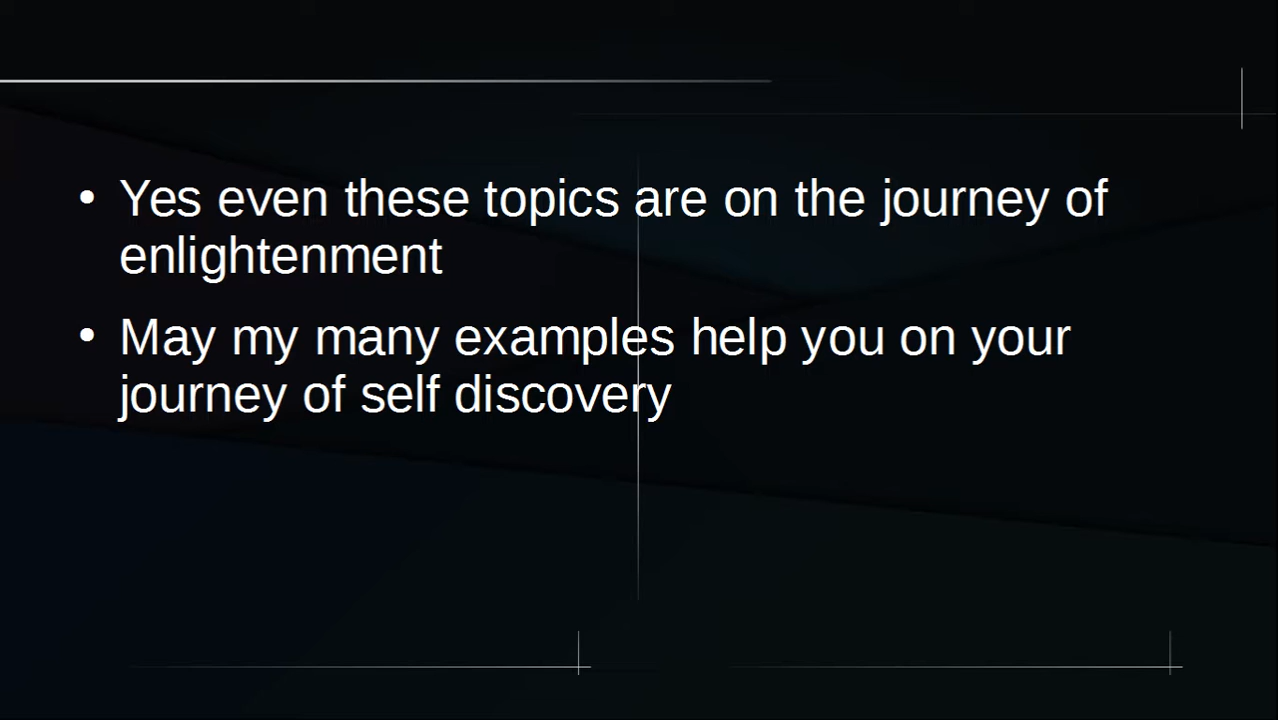 • Yes even these topics are on the journey of
enlightenment
• May my many examples help you on your
journey of self discovery